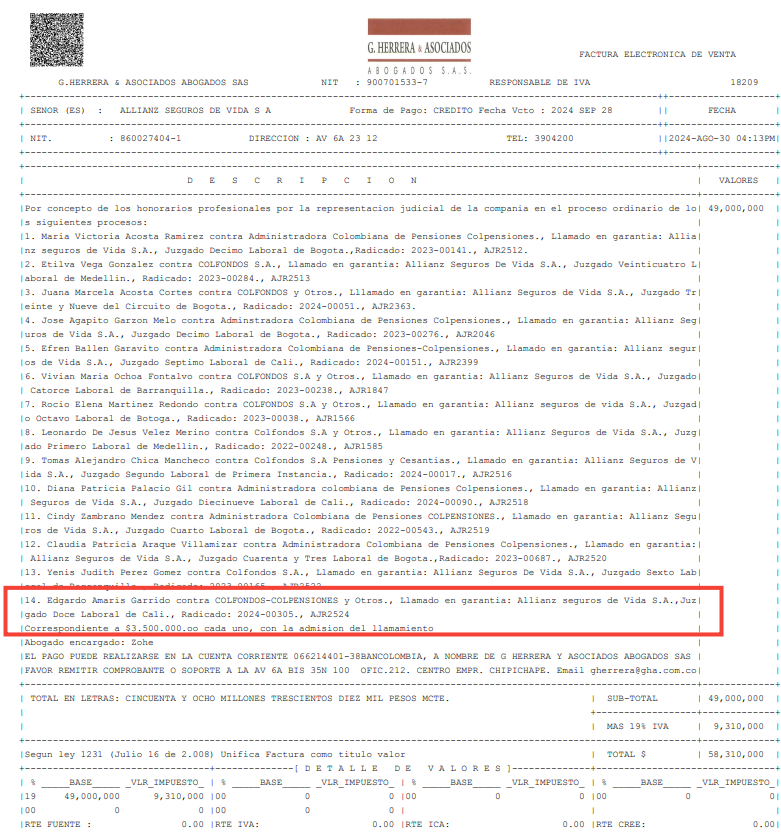 G. HERRERA & ASOCIADOS
ABOGADOS S.A.S.
FACTURA ELECTRONICA DE VENTA
G.HERRERA & ASOCIADOS ABOGADOS SAS NIT : 900701533-7 RESPONSABLE DE IVA 18209
SENOR (ES) : ALLIANZ SEGUROS DE VIDA S A Forma de Pago: CREDITO Fecha Vcto : 2024 SEP 28 FECHA
NIT. : 860027404-1 DIRECCION : AV 6A 23 12 TEL: 3904200 2024-AGO-30 04:13PM
D E S C R I P C I O N VALORES
Por concepto de los honorarios profesionales por la representacion judicial de la compania en el proceso ordinario de lo 49,000,000
s siguientes procesos:
1. Maria Victoria Acosta Ramirez contra Administradora Colombiana de Pensiones Colpensiones., Llamado en garantia: Allia
nz seguros de Vida S.A., Juzgado Decimo Laboral de Bogota.,Radicado: 2023-00141., AJR2512.
2. Etilva Vega Gonzalez contra COLFONDOS S.A., Llamado en garantia: Allianz Seguros De Vida S.A., Juzgado Veinticuatro L
aboral de Medellin., Radicado: 2023-00284., AJR2513
3. Juana Marcela Acosta Cortes contra COLFONDOS y Otros., Lllamado en garantia: Allianz Seguros de Vida S.A., Juzgado Tr
einte y Nueve del Circuito de Bogota., Radicado: 2024-00051., AJR2363.
4. Jose Agapito Garzon Melo contra Adminstradora Colombiana de Pensiones Colpensiones., Llamado en garantia: Allianz Seg
uros de Vida S.A., Juzgado Decimo Laboral de Bogota., Radicado: 2023-00276., AJR2046
5. Efren Ballen Garavito contra Administradora Colombiana de Pensiones-Colpensiones., Llamado en garantia: Allianz segur
os de Vida S.A., Juzgado Septimo Laboral de Cali., Radicado: 2024-00151., AJR2399
6. Vivian Maria Ochoa Fontalvo contra COLFONDOS S.A y Otros., Llamado en garantia: Allianz Seguros de Vida S.A., Juzgado
Catorce Laboral de Barranquilla., Radicado: 2023-00238., AJR1847
7. Rocio Elena Martinez Redondo contra COLFONDOS S.A y Otros., Llamado en garantia: Allianz seguros de vida S.A., Juzgad
o Octavo Laboral de Botoga., Radicado: 2023-00038., AJR1566
8. Leonardo De Jesus Velez Merino contra Colfondos S.A y Otros., Llamado en garantia: Allianz Seguros de Vida S.A., Juzg
ado Primero Laboral de Medellin., Radicado: 2022-00248., AJR1585
9. Tomas Alejandro Chica Mancheco contra Colfondos S.A Pensiones y Cesantias., Llamado en garantia: Allianz Seguros de V
ida S.A., Juzgado Segundo Laboral de Primera Instancia., Radicado: 2024-00017., AJR2516
10. Diana Patricia Palacio Gil contra Administradora colombiana de Pensiones Colpensiones., Llamado en garantia: Allianz
Seguros de Vida S.A., Juzgado Diecinueve Laboral de Cali., Radicado: 2024-00090., AJR2518
11. Cindy Zambrano Mendez contra Administradora Colombiana de Pensiones COLPENSIONES., Llamado en garantia: Allianz Segu
ros de Vida S.A., Juzgado Cuarto Laboral de Bogota., Radicado: 2022-00543., AJR2519
12. Claudia Patricia Araque Villamizar contra Administradora Colombiana de Pensiones Colpensiones., Llamado en garantia:
Allianz Seguros de Vida S.A., Juzgado Cuarenta y Tres Laboral de Bogota.,Radicado: 2023-00687., AJR2520
13. Yenis Judith Perez Gomez contra Colfondos S.A., Llamado en garantia: Allianz Seguros De Vida S.A., Juzgado Sexto Lab
oral de Barranquilla., Radicado: 2023-00165., AJR2522
14. Edgardo Amaris Garrido contra COLFONDOS-COLPENSIONES y Otros., Llamado en garantia: Allianz seguros de Vida S.A.,Juz
gado Doce Laboral de Cali., Radicado: 2024-00305., AJR2524
Correspondiente a $3.500.000.oo cada uno, con la admision del llamamiento
Abogado encargado: Zohe
EL PAGO PUEDE REALIZARSE EN LA CUENTA CORRIENTE 066214401-38BANCOLOMBIA, A NOMBRE DE G HERRERA Y ASOCIADOS ABOGADOS SAS
FAVOR REMITIR COMPROBANTE O SOPORTE A LA AV 6A BIS 35N 100 OFIC.212. CENTRO EMPR. CHIPICHAPE. Email gherrera@gha.com.co
TOTAL EN LETRAS: CINCUENTA Y OCHO MILLONES TRESCIENTOS DIEZ MIL PESOS MCTE. SUB-TOTAL 49,000,000
MAS 19% IVA 9,310,000
Segun ley 1231 (Julio 16 de 2.008) Unifica Factura como titulo valor TOTAL $ 58,310,000
[ D E T A L L E D E V A L O R E S ]
% BASE VLR_IMPUESTO % BASE VLR_IMPUESTO % BASE VLR_IMPUESTO % BASE VLR_IMPUESTO
19 49,000,000 9,310,000 00 0 0 00 0 0 00 0 0
00 0 0 00 0 0 00 0 0 00 0 0
RTE FUENTE : 0.00 RTE IVA: 0.00 RTE ICA: 0.00 RTE CREE: 0.00